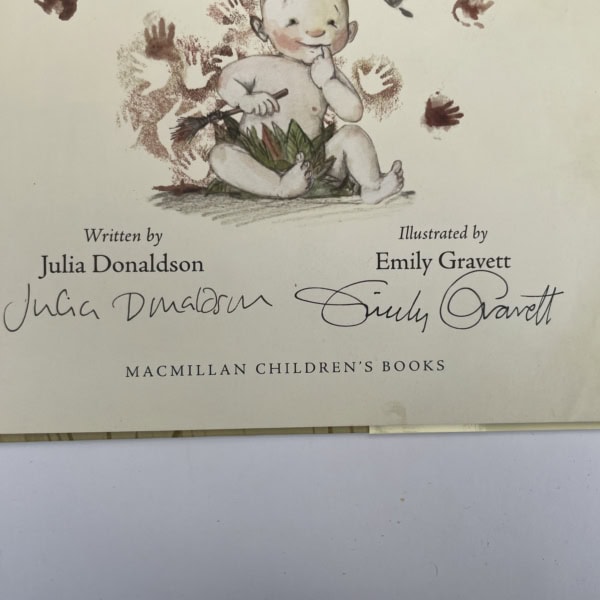 Written by
Julia Donaldson
Illustrated by
Emily Gravett
Julia Donaldson
Emily Gravett
MACMILLAN CHILDREN'S BOOKS